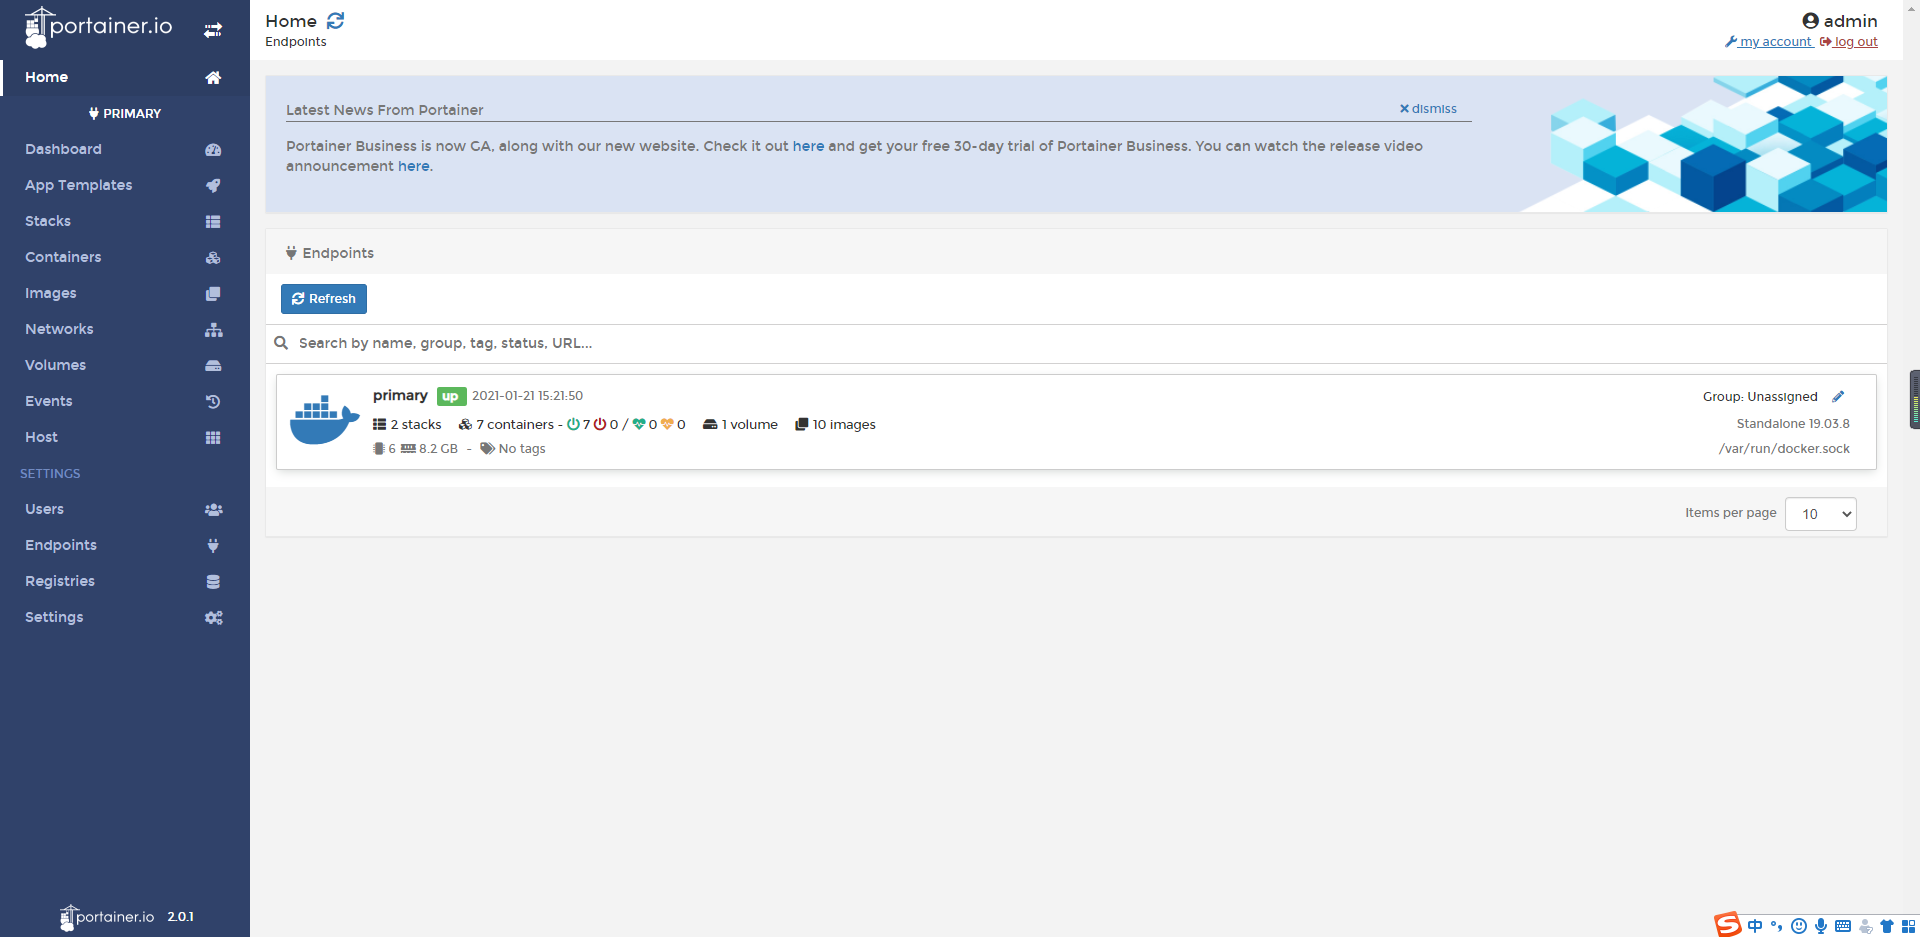 portainer.io
Home
PRIMARY
Dashboard
App Templates
Stacks
Containers
Images
Networks
Volumes
Events
Host
SETTINGS
Users
Endpoints
Registries
Settings
portainer.io 2.0.1
Home
Endpoints
admin
my account log out
Latest News From Portainer
dismiss
Portainer Business is now GA, along with our new website. Check it out here and get your free 30-day trial of Portainer Business. You can watch the release video
announcement here.
Endpoints
Refresh
Search by name, group, tag, status, URL...
primary up 2021-01-21 15:21:50
Group: Unassigned
2 stacks 7 containers - 7 0 / 0 0 1 volume 10 images
Standalone 19.03.8
6 8.2 GB - No tags
/var/run/docker.sock
Items per page 10
S 中